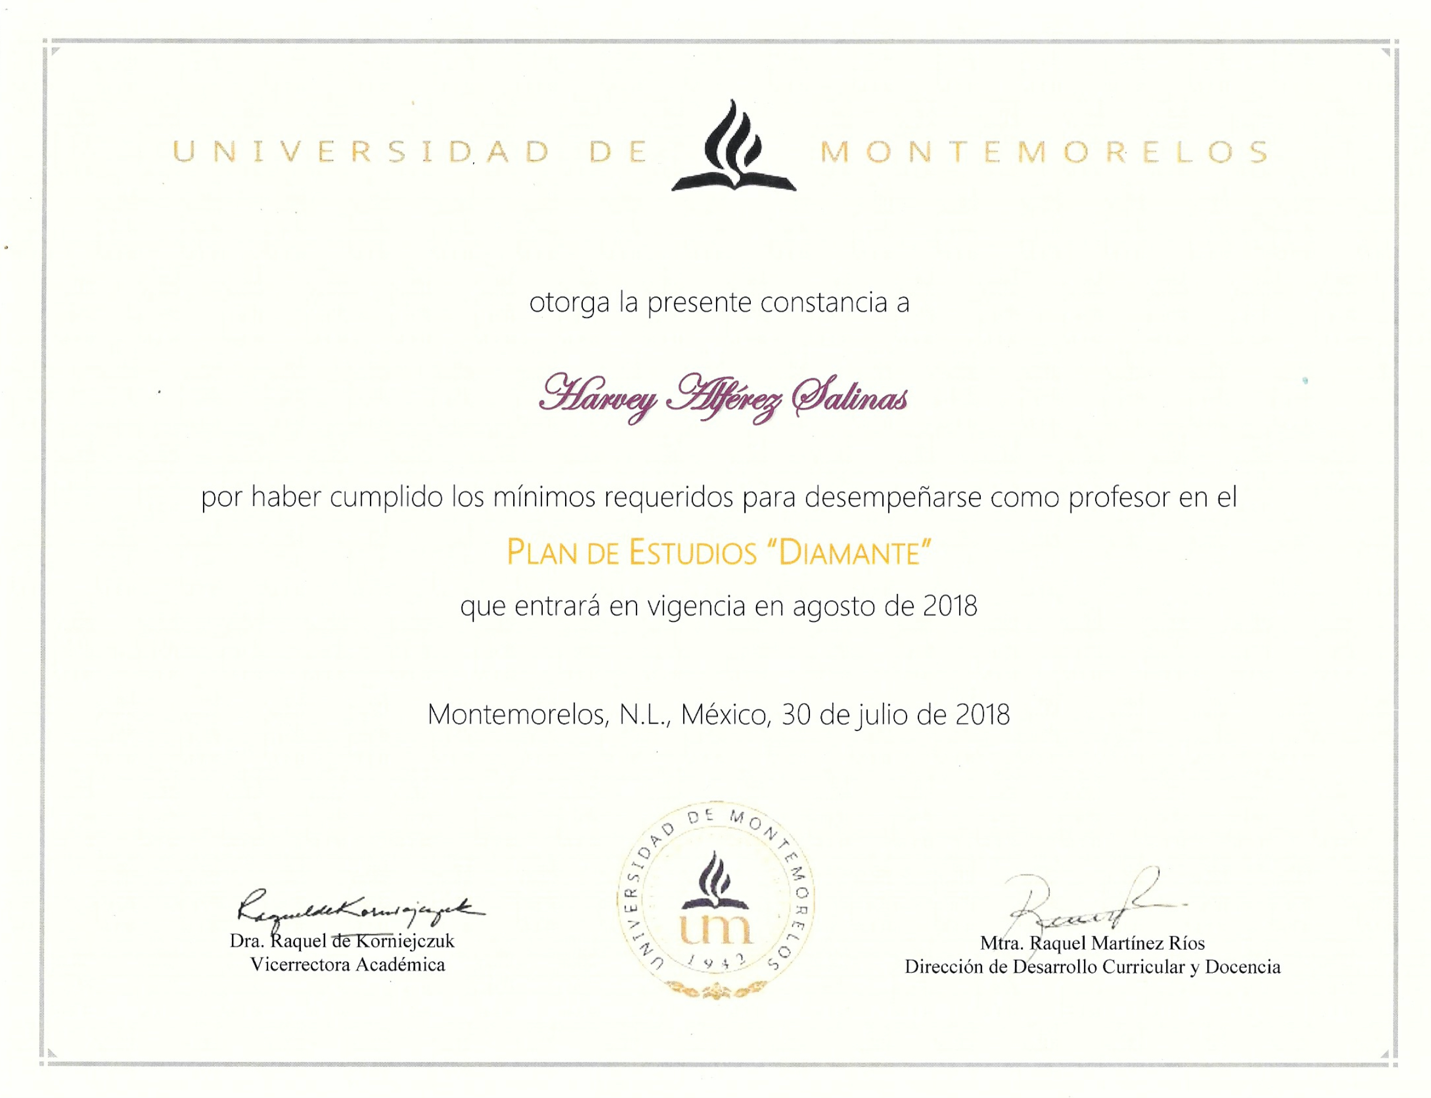 UNIVERSIDAD DE MONTEMORELOS
otorga la presente constancia a
Harvey Alférez Salinas
por haber cumplido los mínimos requeridos para desempeñarse como profesor en el
PLAN DE ESTUDIOS “DIAMANTE”
que entrará en vigencia en agosto de 2018
Montemorelos, N.L., México, 30 de julio de 2018
UNIVERSIDAD DE MONTEMORELOS
um
1942
Raquel de Korniejczuk
Dra. Raquel de Korniejczuk
Vicerrectora Académica
Mtra. Raquel Martínez Ríos
Dirección de Desarrollo Curricular y Docencia